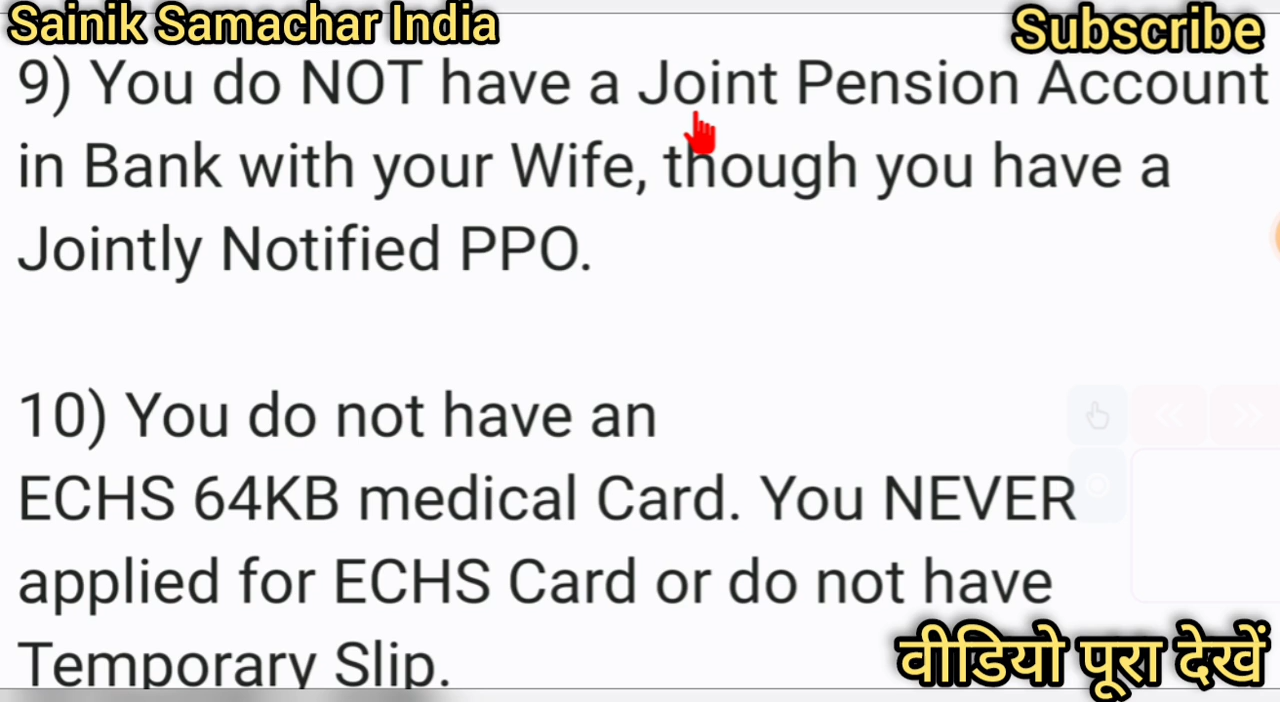 Sainik Samachar India
Subscribe
9) You do NOT have a Joint Pension Account
in Bank with your Wife, though you have a
Jointly Notified PPO.
10) You do not have an
ECHS 64KB medical Card. You NEVER
applied for ECHS Card or do not have
Temporary Slip.
वीडियो पूरा देखें